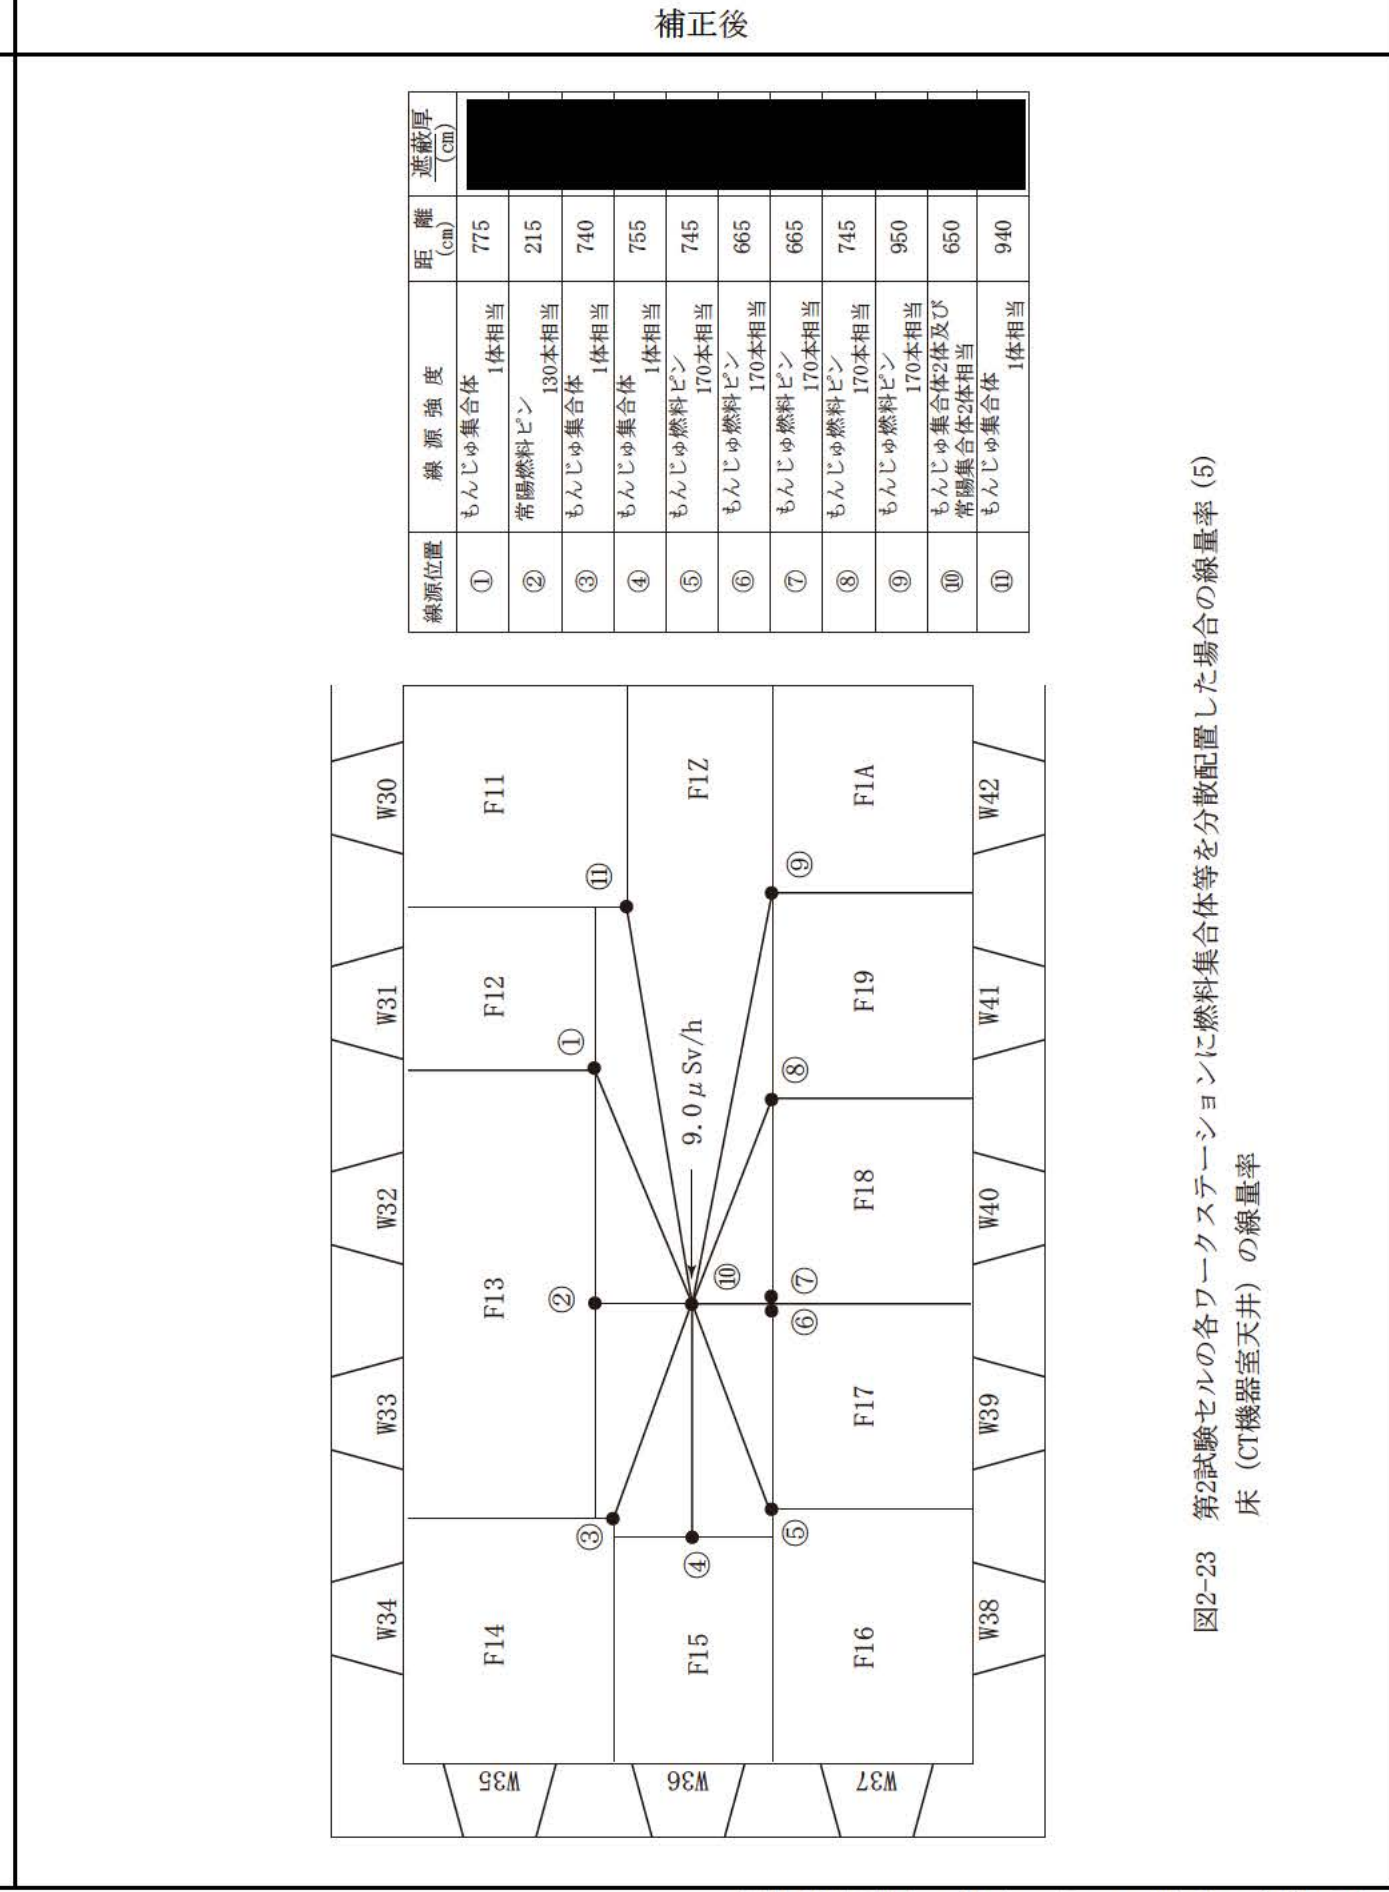 補正後
線源位置 線源強度 距離(cm) 遮蔽厚(cm)
① もんじゅ集合体 1体相当 775
② 常陽燃料ピン 130本相当 215
③ もんじゅ集合体 1体相当 740
④ もんじゅ集合体 1体相当 755
⑤ もんじゅ燃料ピン 170本相当 745
⑥ もんじゅ燃料ピン 170本相当 665
⑦ もんじゅ燃料ピン 170本相当 665
⑧ もんじゅ燃料ピン 170本相当 745
⑨ もんじゅ燃料ピン 170本相当 950
⑩ もんじゅ集合体2体及び常陽集合体2体相当 650
⑪ もんじゅ集合体 1体相当 940
W34 W33 W32 W31 W30
F14 F13 F12 F11
W35
② ① ⑪
③
W36
F15 ④ 9.0μSv/h F1Z
⑩
⑤ ⑥ ⑦ ⑧ ⑨
W37
F16 F17 F18 F19 F1A
W38 W39 W40 W41 W42
図2-23 第2試験セルの各ワークステーションに燃料集合体等を分散配置した場合の線量率(5)
床(CT機器室天井)の線量率